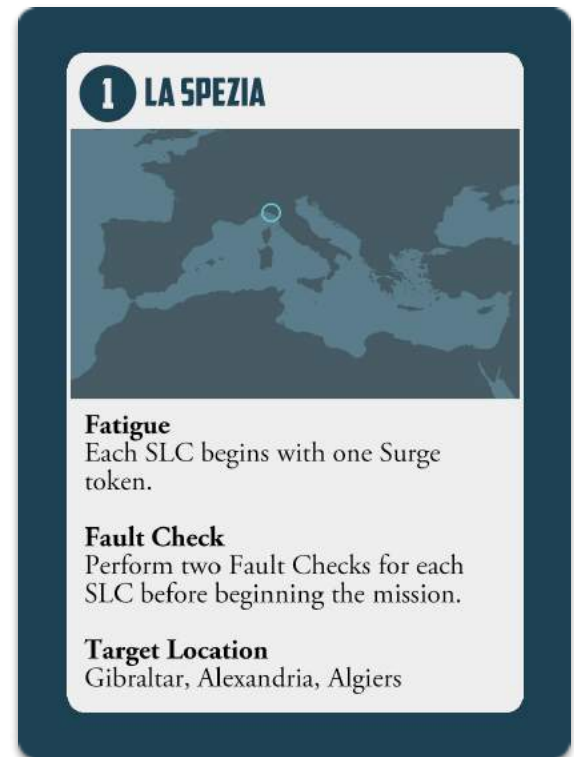 1 LA SPEZIA
Fatigue
Each SLC begins with one Surge
token.
Fault Check
Perform two Fault Checks for each
SLC before beginning the mission.
Target Location
Gibraltar, Alexandria, Algiers